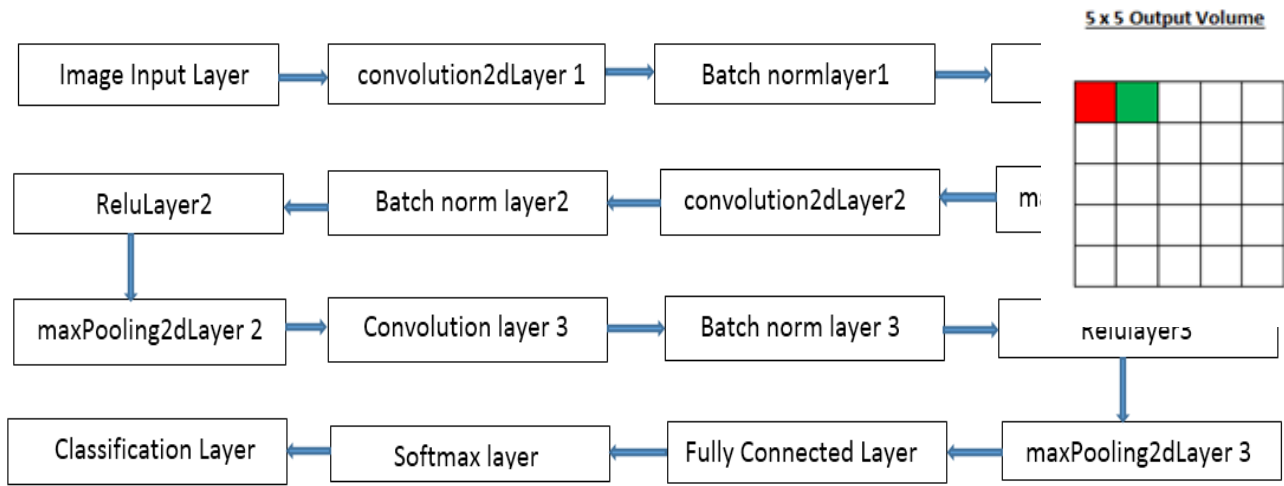 5 x 5 Output Volume
Image Input Layer
convolution2dLayer 1
Batch normlayer1
ReluLayer2
Batch norm layer2
convolution2dLayer2
maxPooling2dLayer 2
Convolution layer 3
Batch norm layer 3
Relulayer3
Classification Layer
Softmax layer
Fully Connected Layer
maxPooling2dLayer 3